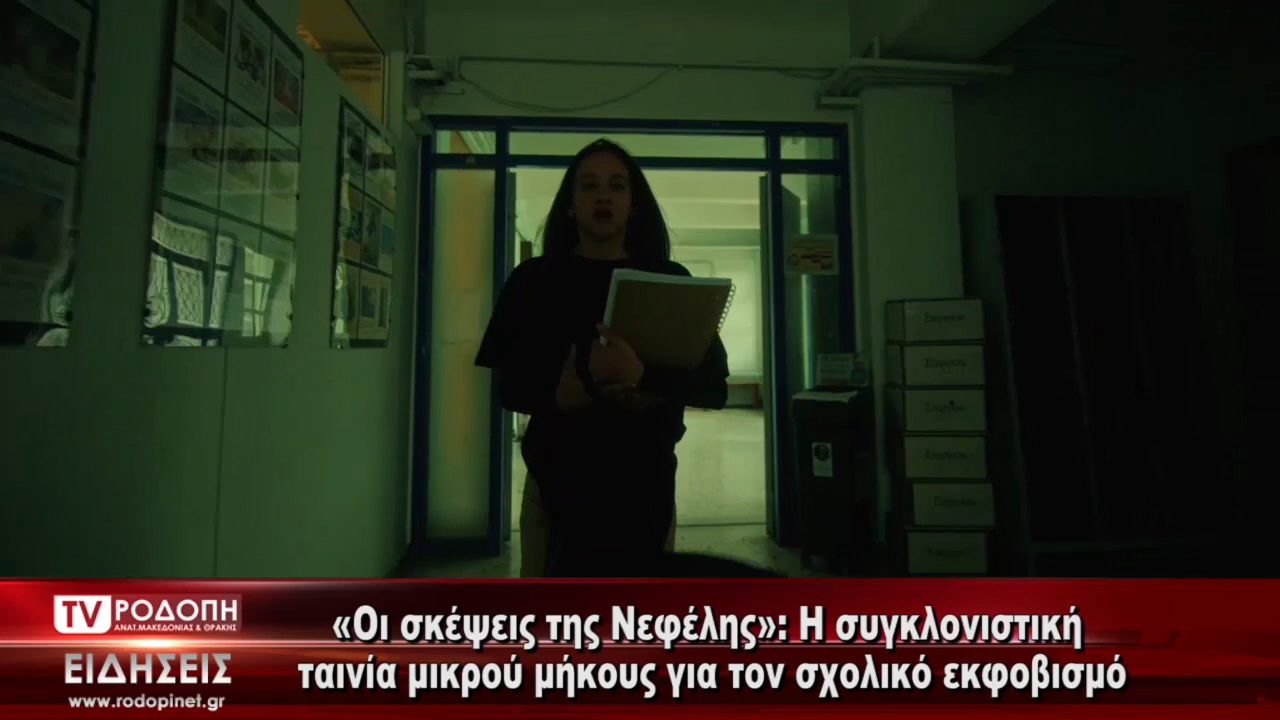 TV ΡΟΔΟΠΗ
ΑΝΑΤ.ΜΑΚΕΔΟΝΙΑΣ & ΘΡΑΚΗΣ
ΕΙΔΗΣΕΙΣ
www.rodopinet.gr
«Οι σκέψεις της Νεφέλης»: Η συγκλονιστική
ταινία μικρού μήκους για τον σχολικό εκφοβισμό